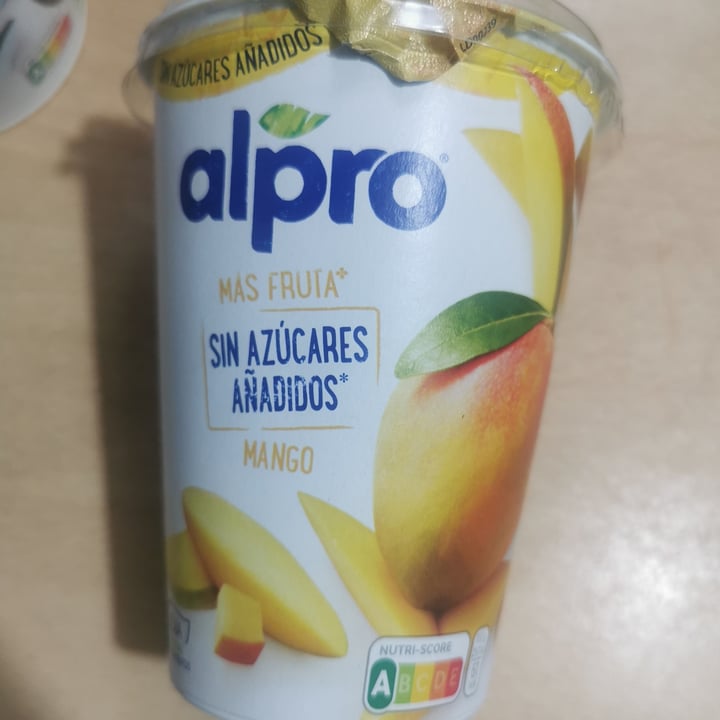 SIN AZÚCARES AÑADIDOS
alpro®
MÁS FRUTA*
SIN AZÚCARES
AÑADIDOS*
MANGO
NUTRI-SCORE
A B C D E